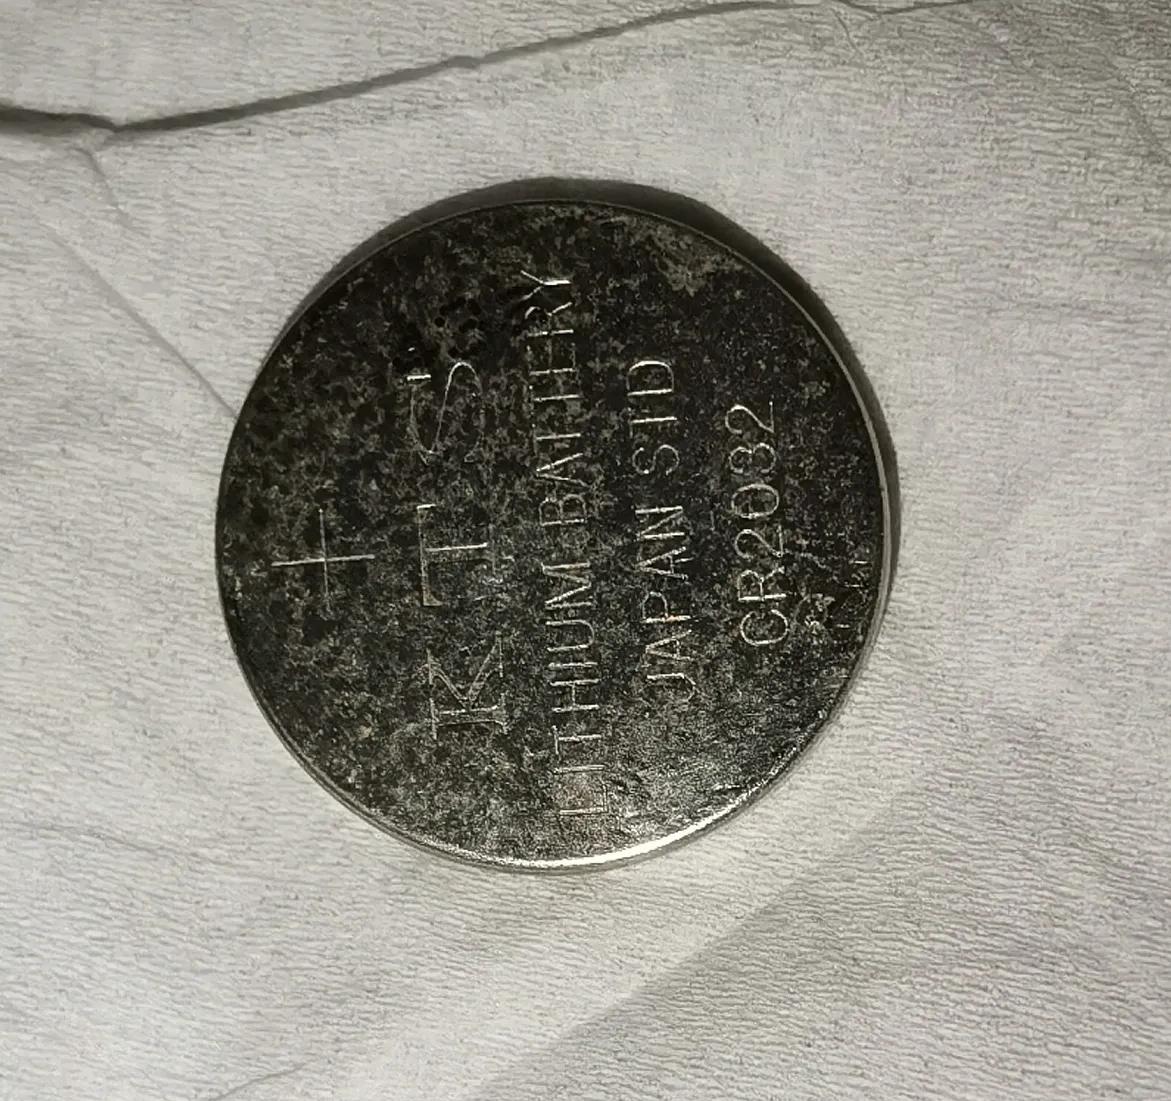 +
KTS
LITHIUM BATTERY
JAPAN STD
CR2032